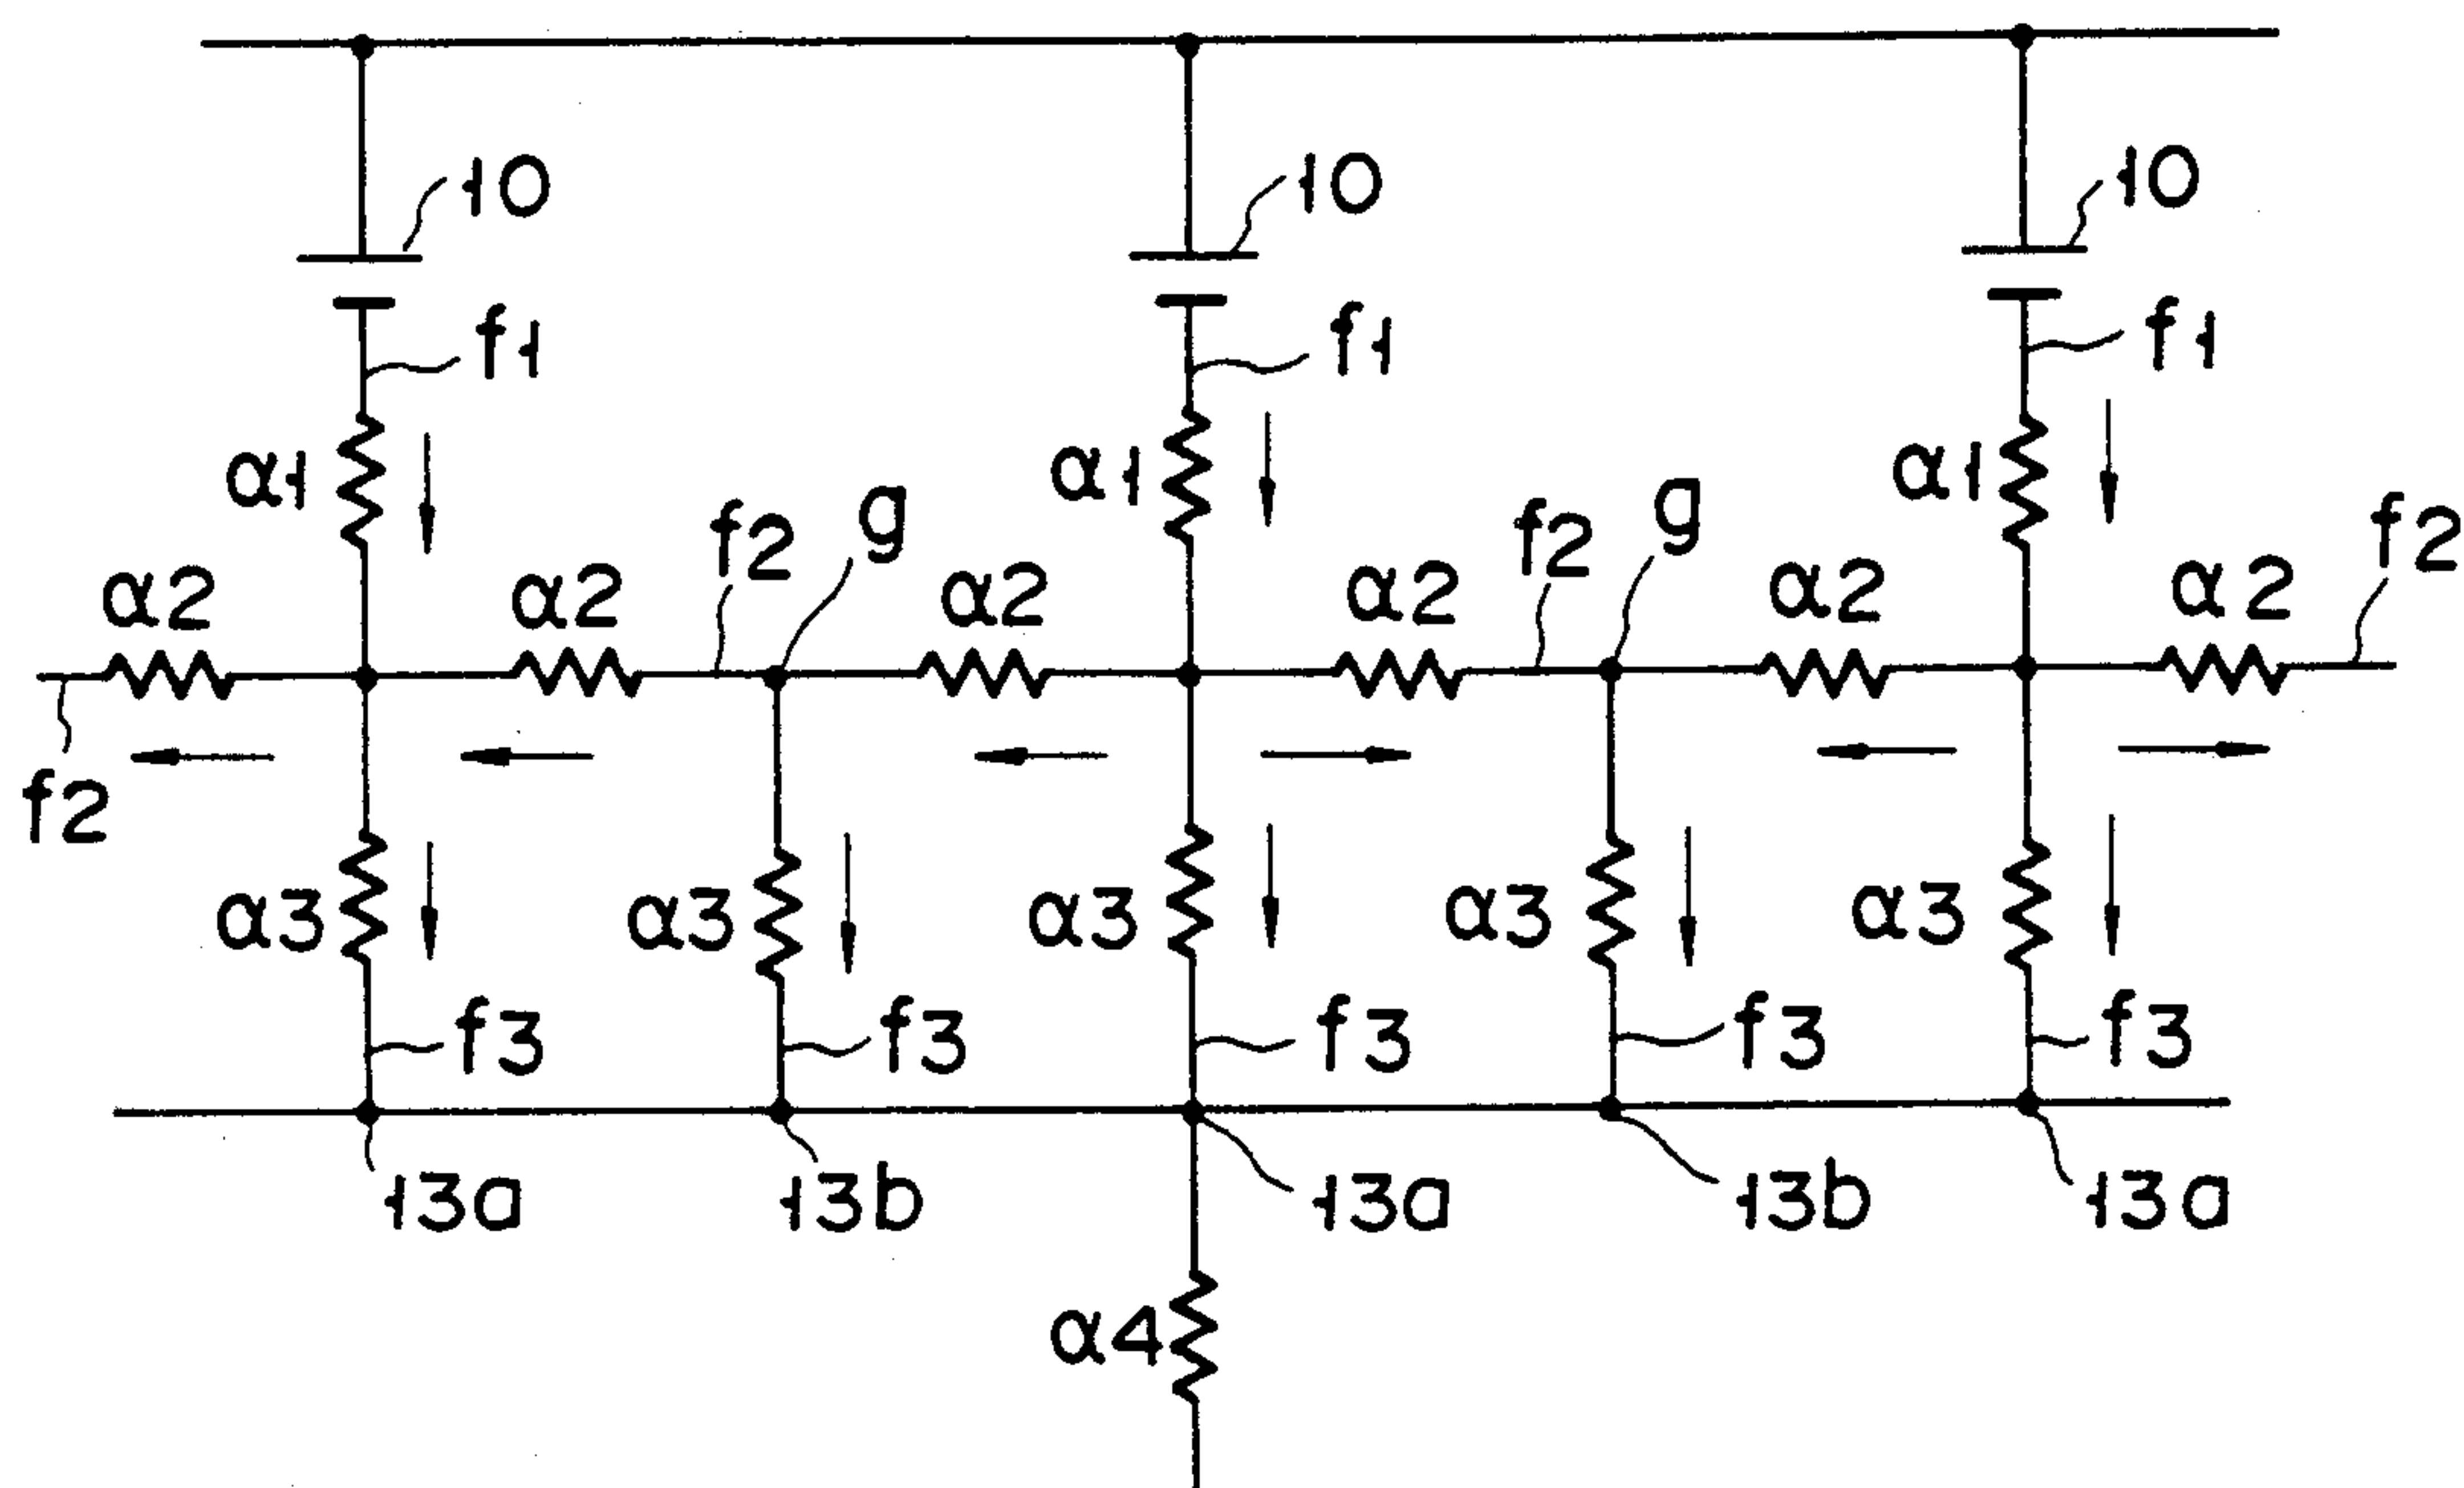 10 10 10
f1 f1 f1
α1 α1 α1
f2 g f2 g f2
α2 α2 α2 α2 α2 α2
f2
α3 α3 α3 α3 α3
f3 f3 f3 f3 f3
13a 13b 13a 13b 13a
α4